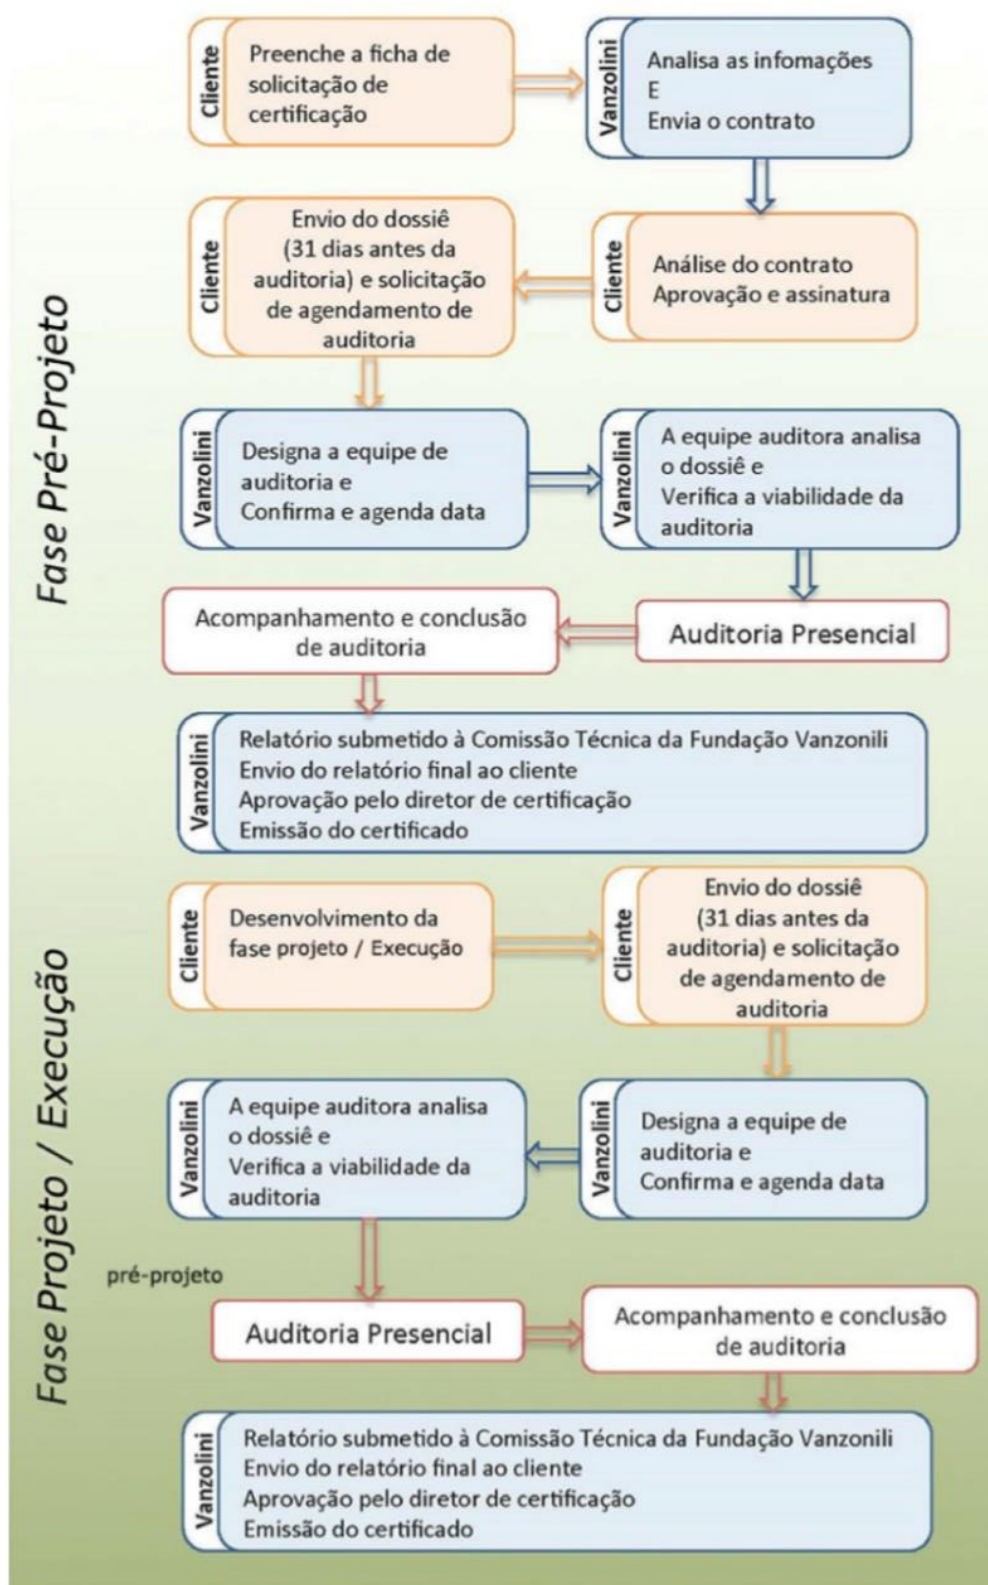 Fase Pré-Projeto
Cliente
Preenche a ficha de
solicitação de
certificação
Vanzolini
Analisa as infomações
E
Envia o contrato
Cliente
Análise do contrato
Aprovação e assinatura
Cliente
Envio do dossiê
(31 dias antes da
auditoria) e solicitação
de agendamento de
auditoria
Vanzolini
Designa a equipe de
auditoria e
Confirma e agenda data
Vanzolini
A equipe auditora analisa
o dossiê e
Verifica a viabilidade da
auditoria
Auditoria Presencial
Acompanhamento e conclusão
de auditoria
Vanzolini
Relatório submetido à Comissão Técnica da Fundação Vanzonili
Envio do relatório final ao cliente
Aprovação pelo diretor de certificação
Emissão do certificado
Fase Projeto / Execução
Cliente
Desenvolvimento da
fase projeto / Execução
Cliente
Envio do dossiê
(31 dias antes da
auditoria) e solicitação
de agendamento de
auditoria
Vanzolini
Designa a equipe de
auditoria e
Confirma e agenda data
Vanzolini
A equipe auditora analisa
o dossiê e
Verifica a viabilidade da
auditoria
pré-projeto
Auditoria Presencial
Acompanhamento e conclusão
de auditoria
Vanzolini
Relatório submetido à Comissão Técnica da Fundação Vanzonili
Envio do relatório final ao cliente
Aprovação pelo diretor de certificação
Emissão do certificado